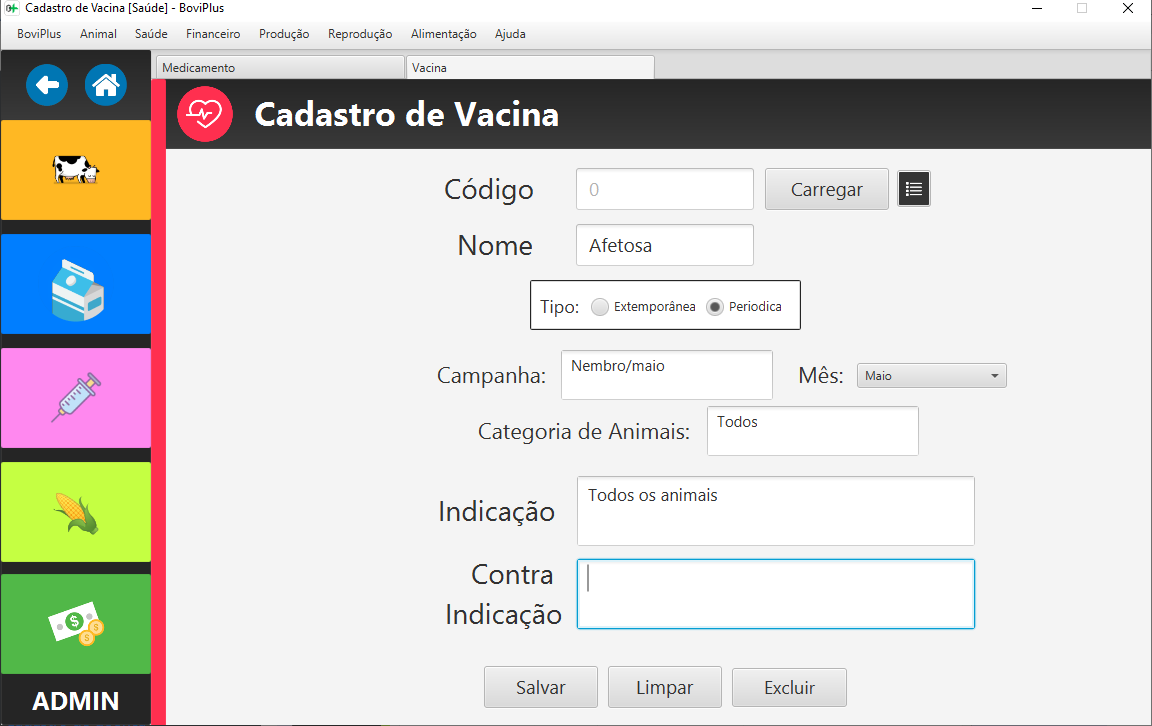 Cadastro de Vacina [Saúde] - BoviPlus
BoviPlus Animal Saúde Financeiro Produção Reprodução Alimentação Ajuda
Medicamento Vacina
Cadastro de Vacina
Código 0 Carregar
Nome Afetosa
Tipo: Extemporânea Periodica
Campanha: Nembro/maio Mês: Maio
Categoria de Animais: Todos
Indicação Todos os animais
Contra
Indicação
Salvar Limpar Excluir
ADMIN